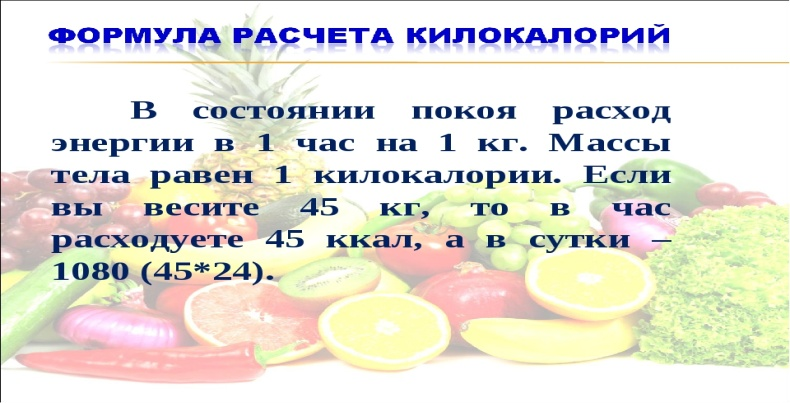 ФОРМУЛА РАСЧЕТА КИЛОКАЛОРИЙ
В состоянии покоя расход
энергии в 1 час на 1 кг. Массы
тела равен 1 килокалории. Если
вы весите 45 кг, то в час
расходуете 45 ккал, а в сутки –
1080 (45*24).